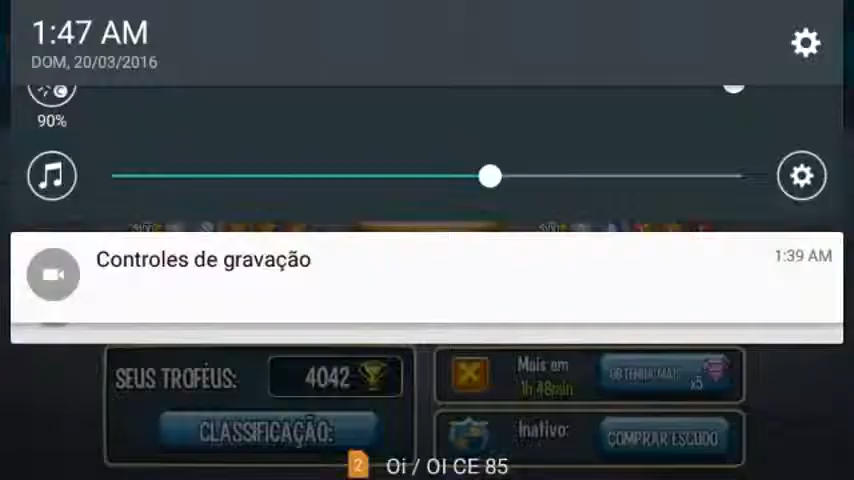 1:47 AM
DOM, 20/03/2016
90%
Controles de gravação
1:39 AM
SEUS TROFÉUS:
4042
Mais em
1h 48min
OBTENHA MAIS
x5
CLASSIFICAÇÃO:
Inativo:
COMPRAR ESCUDO
2
Oi / OI CE 85